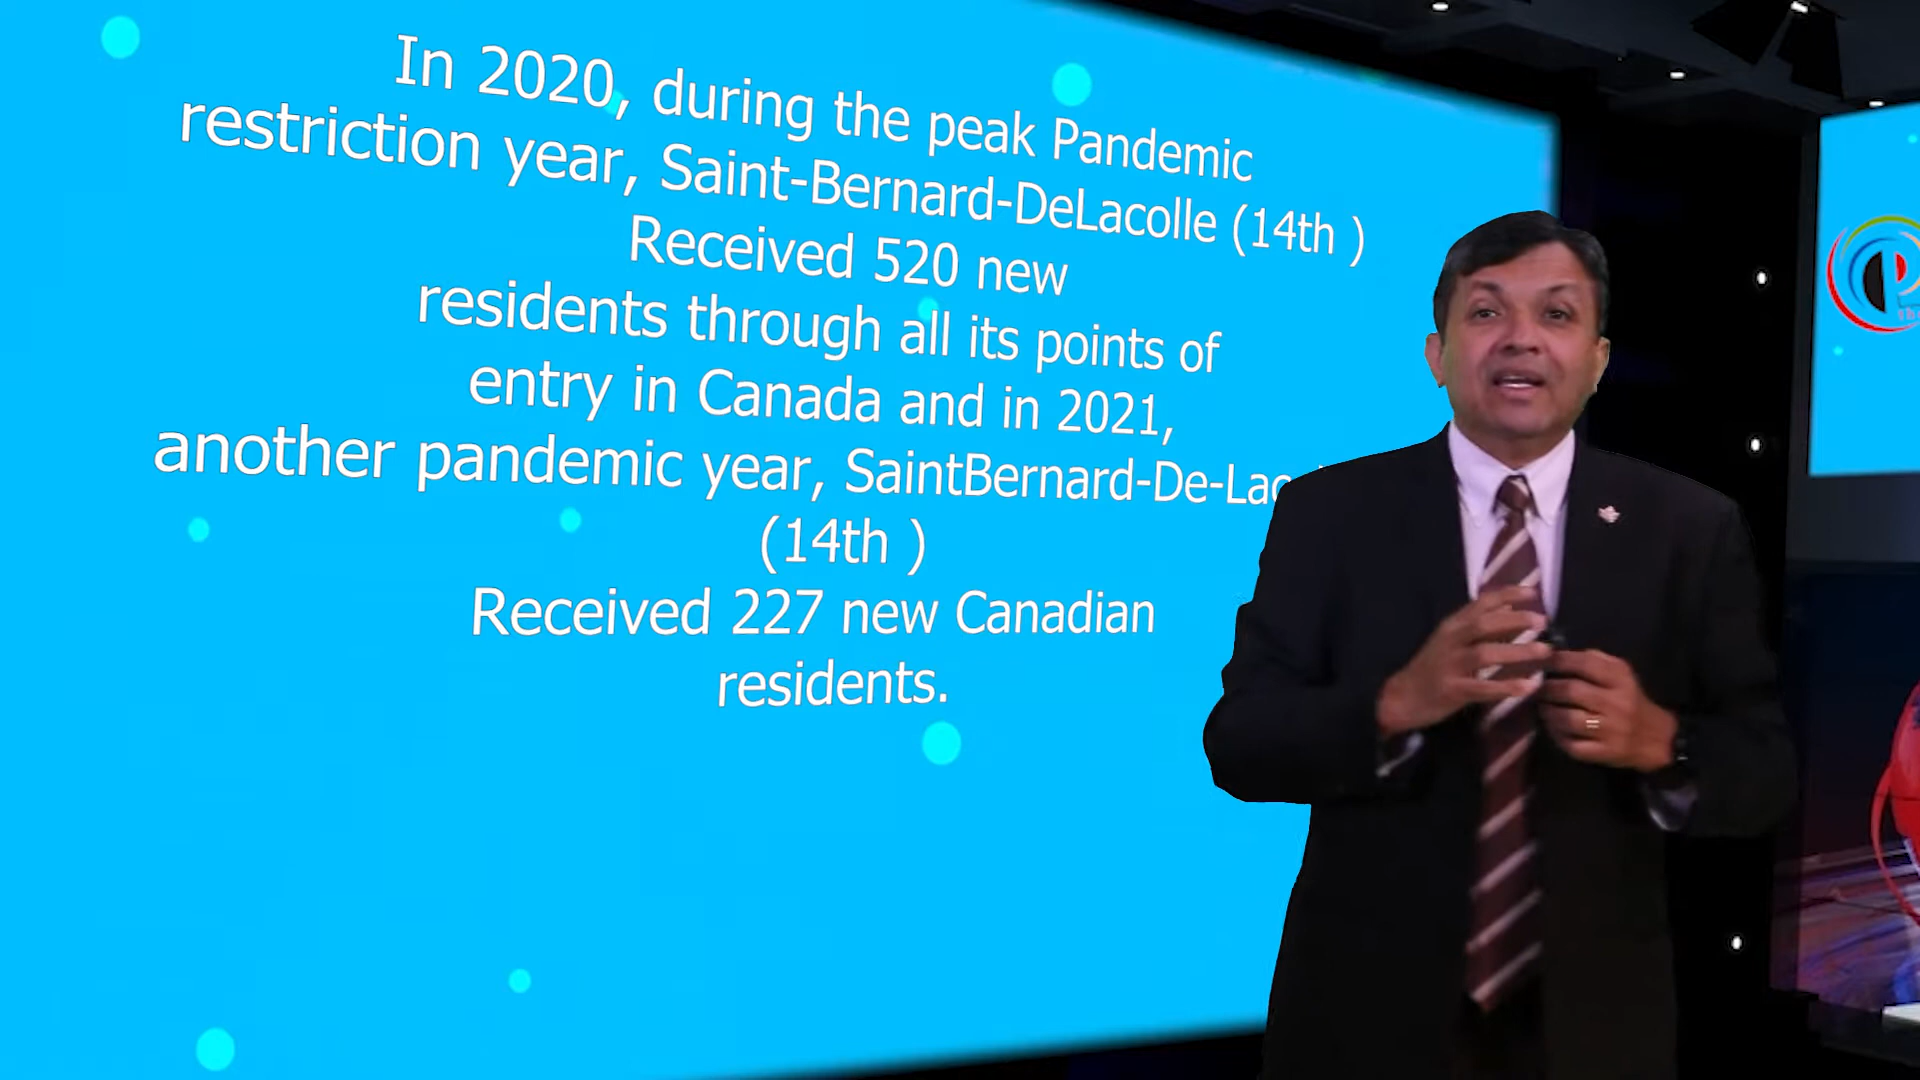 In 2020, during the peak Pandemic
restriction year, Saint-Bernard-DeLacolle (14th )
Received 520 new
residents through all its points of
entry in Canada and in 2021,
another pandemic year, SaintBernard-De-Lac
(14th )
Received 227 new Canadian
residents.